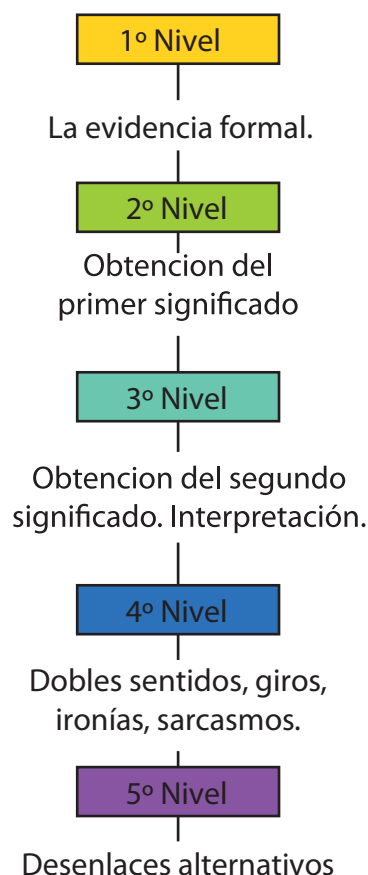 1º Nivel
La evidencia formal.
2º Nivel
Obtencion del
primer significado
3º Nivel
Obtencion del segundo
significado. Interpretación.
4º Nivel
Dobles sentidos, giros,
ironías, sarcasmos.
5º Nivel
Desenlaces alternativos